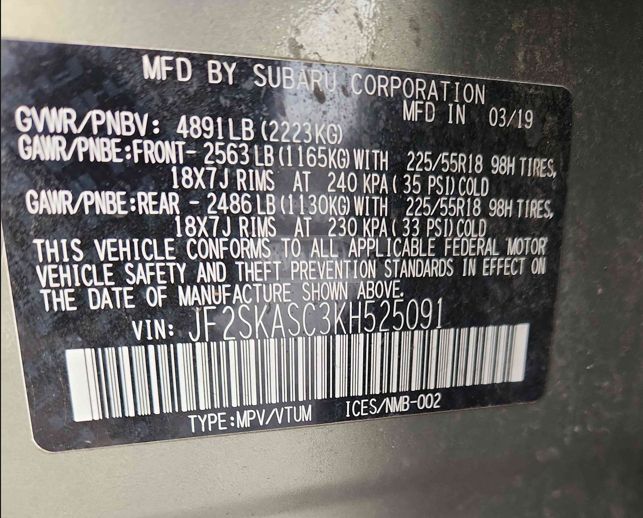 MFD BY SUBARU CORPORATION
MFD IN 03/19
GVWR/PNBV: 4891LB (2223KG)
GAWR/PNBE:FRONT- 2563 LB (1165KG) WITH 225/55R18 98H TIRES,
18X7J RIMS AT 240 KPA ( 35 PSI) COLD
GAWR/PNBE:REAR - 2486 LB (1130KG) WITH 225/55R18 98H TIRES,
18X7J RIMS AT 230 KPA ( 33 PSI) COLD
THIS VEHICLE CONFORMS TO ALL APPLICABLE FEDERAL MOTOR
VEHICLE SAFETY AND THEFT PREVENTION STANDARDS IN EFFECT ON
THE DATE OF MANUFACTURE SHOWN ABOVE.
VIN: JF2SKASC3KH525091
TYPE:MPV/VTUM ICES/NMB-002